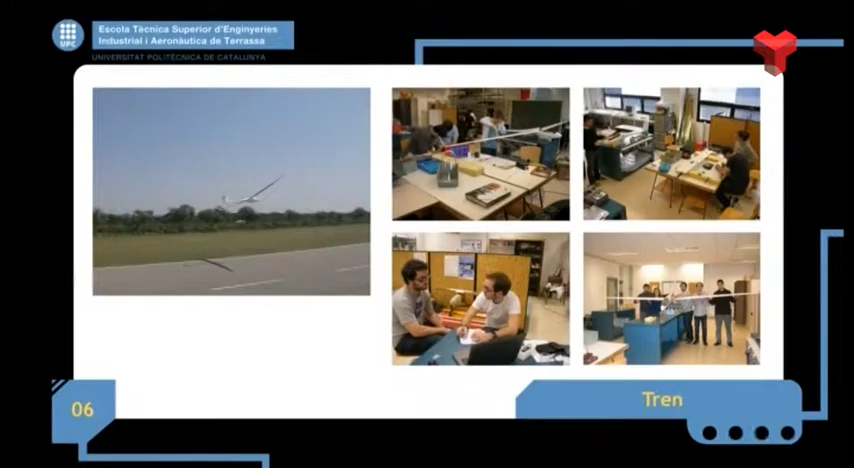 Escola Tècnica Superior d'Enginyeries
Industrial i Aeronàutica de Terrassa
UPC
UNIVERSITAT POLITÈCNICA DE CATALUNYA
06
Tren